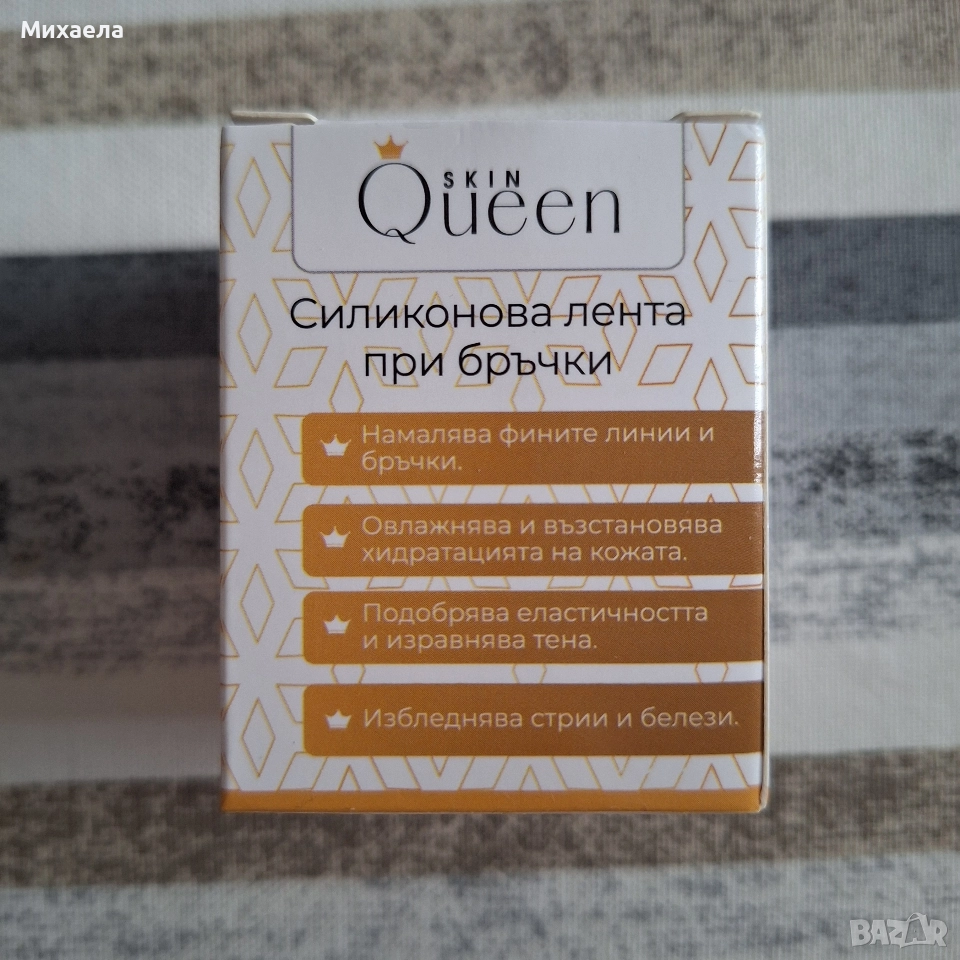 Михаела
SKIN
Queen
Силиконова лента
при бръчки
Намалява фините линии и
бръчки.
Овлажнява и възстановява
хидратацията на кожата.
Подобрява еластичността
и изравнява тена.
Избледнява стрии и белези.
BAZAR